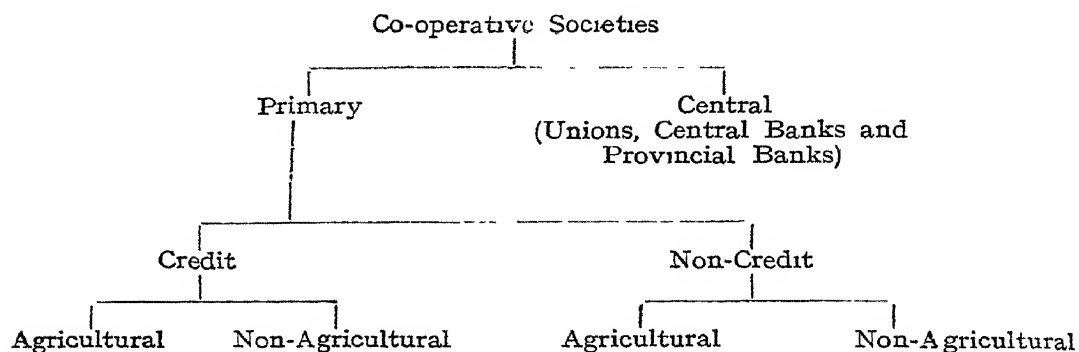 Co-operative Societies
Primary Central
(Unions, Central Banks and
Provincial Banks)
Credit Non-Credit
Agricultural Non-Agricultural Agricultural Non-Agricultural